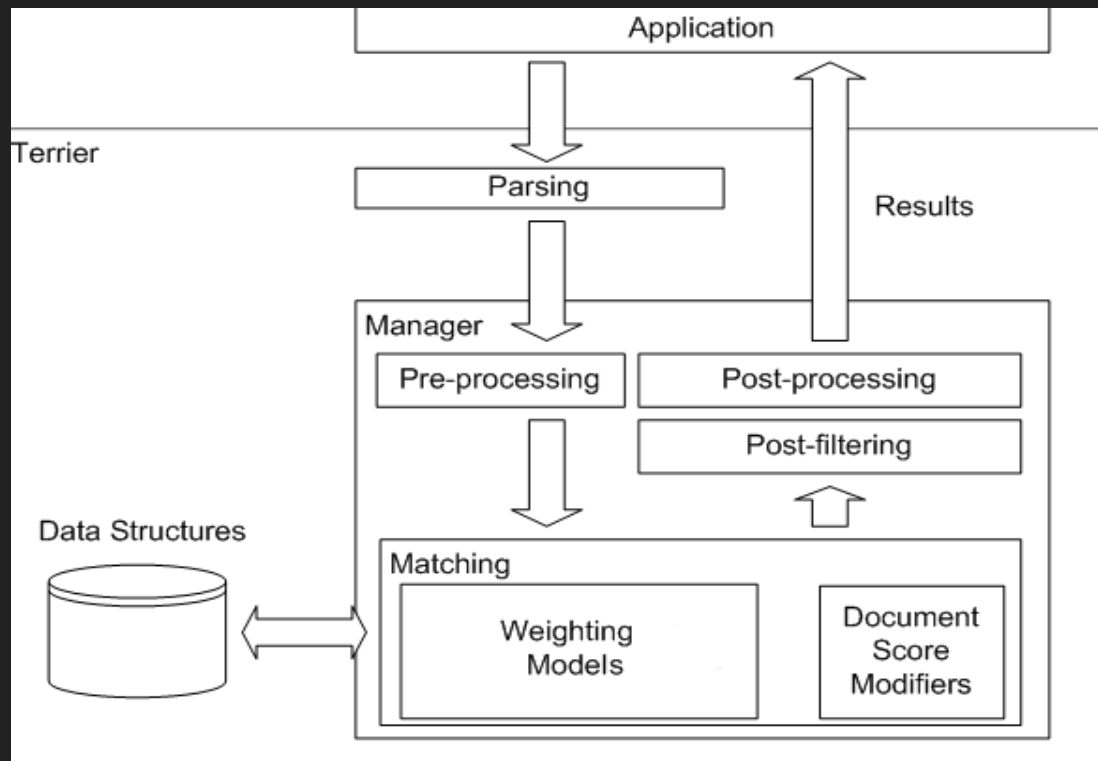 Application
Terrier
Parsing
Results
Manager
Pre-processing
Post-processing
Post-filtering
Data Structures
Matching
Weighting
Models
Document
Score
Modifiers